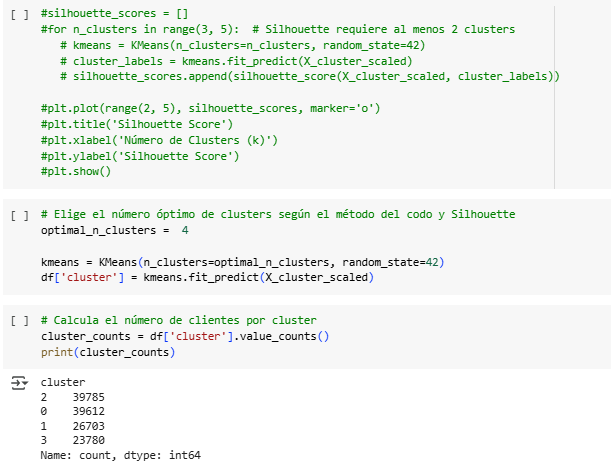 [ ] #silhouette_scores = []
#for n_clusters in range(3, 5):  # Silhouette requiere al menos 2 clusters
   # kmeans = KMeans(n_clusters=n_clusters, random_state=42)
   # cluster_labels = kmeans.fit_predict(X_cluster_scaled)
   # silhouette_scores.append(silhouette_score(X_cluster_scaled, cluster_labels))
#plt.plot(range(2, 5), silhouette_scores, marker='o')
#plt.title('Silhouette Score')
#plt.xlabel('Número de Clusters (k)')
#plt.ylabel('Silhouette Score')
#plt.show()
[ ] # Elige el número óptimo de clusters según el método del codo y Silhouette
optimal_n_clusters =  4
kmeans = KMeans(n_clusters=optimal_n_clusters, random_state=42)
df['cluster'] = kmeans.fit_predict(X_cluster_scaled)
[ ] # Calcula el número de clientes por cluster
cluster_counts = df['cluster'].value_counts()
print(cluster_counts)
cluster
2    39785
0    39612
1    26703
3    23780
Name: count, dtype: int64